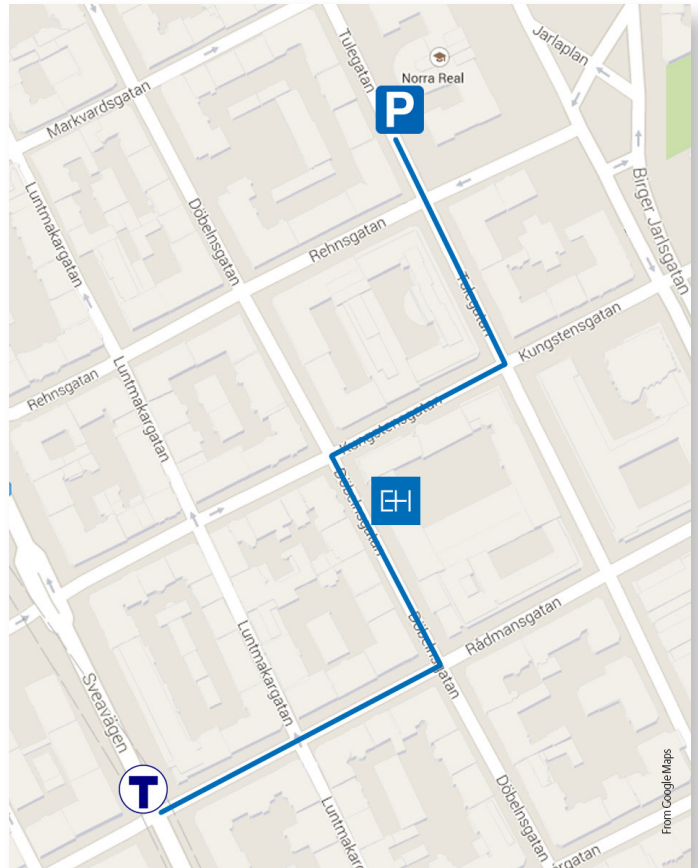 Tulegatan
Jarlaplan
Norra Real
P
Markvardsgatan
Luntmakargatan
Döbelnsgatan
Rehnsgatan
Birger Jarlsgatan
Tulegatan
Kungstensgatan
Rehnsgatan
Luntmakargatan
Kungstensgatan
EH
Döbelnsgatan
Rådmansgatan
Döbelnsgatan
Luntmakargatan
Sveavägen
From Google Maps
T
Döbelnsgatan